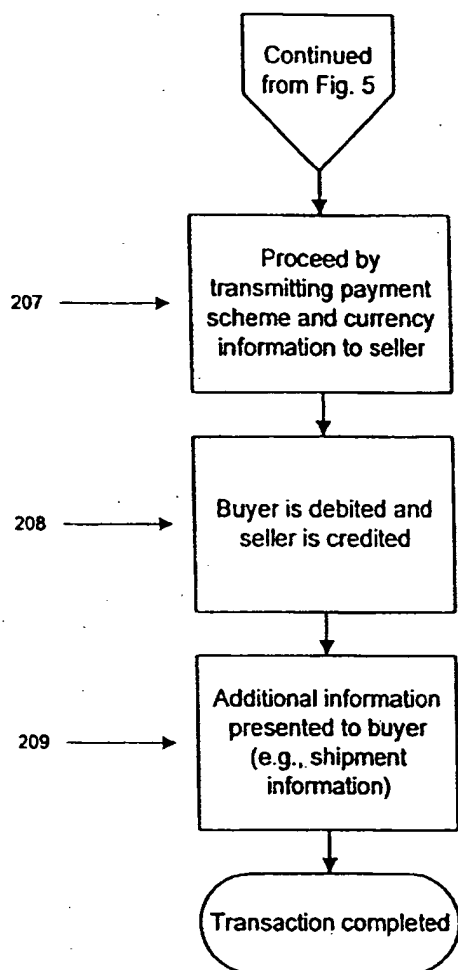 Continued
from Fig. 5
Proceed by
transmitting payment
scheme and currency
information to seller
207
Buyer is debited and
seller is credited
208
Additional information
presented to buyer
(e.g., shipment
information)
209
Transaction completed